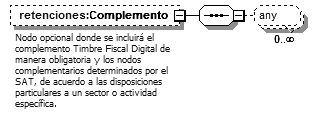 retenciones:Complemento
any
0..∞
Nodo opcional donde se incluirá el
complemento Timbre Fiscal Digital de
manera obligatoria y los nodos
complementarios determinados por el
SAT, de acuerdo a las disposiciones
particulares a un sector o actividad
específica.